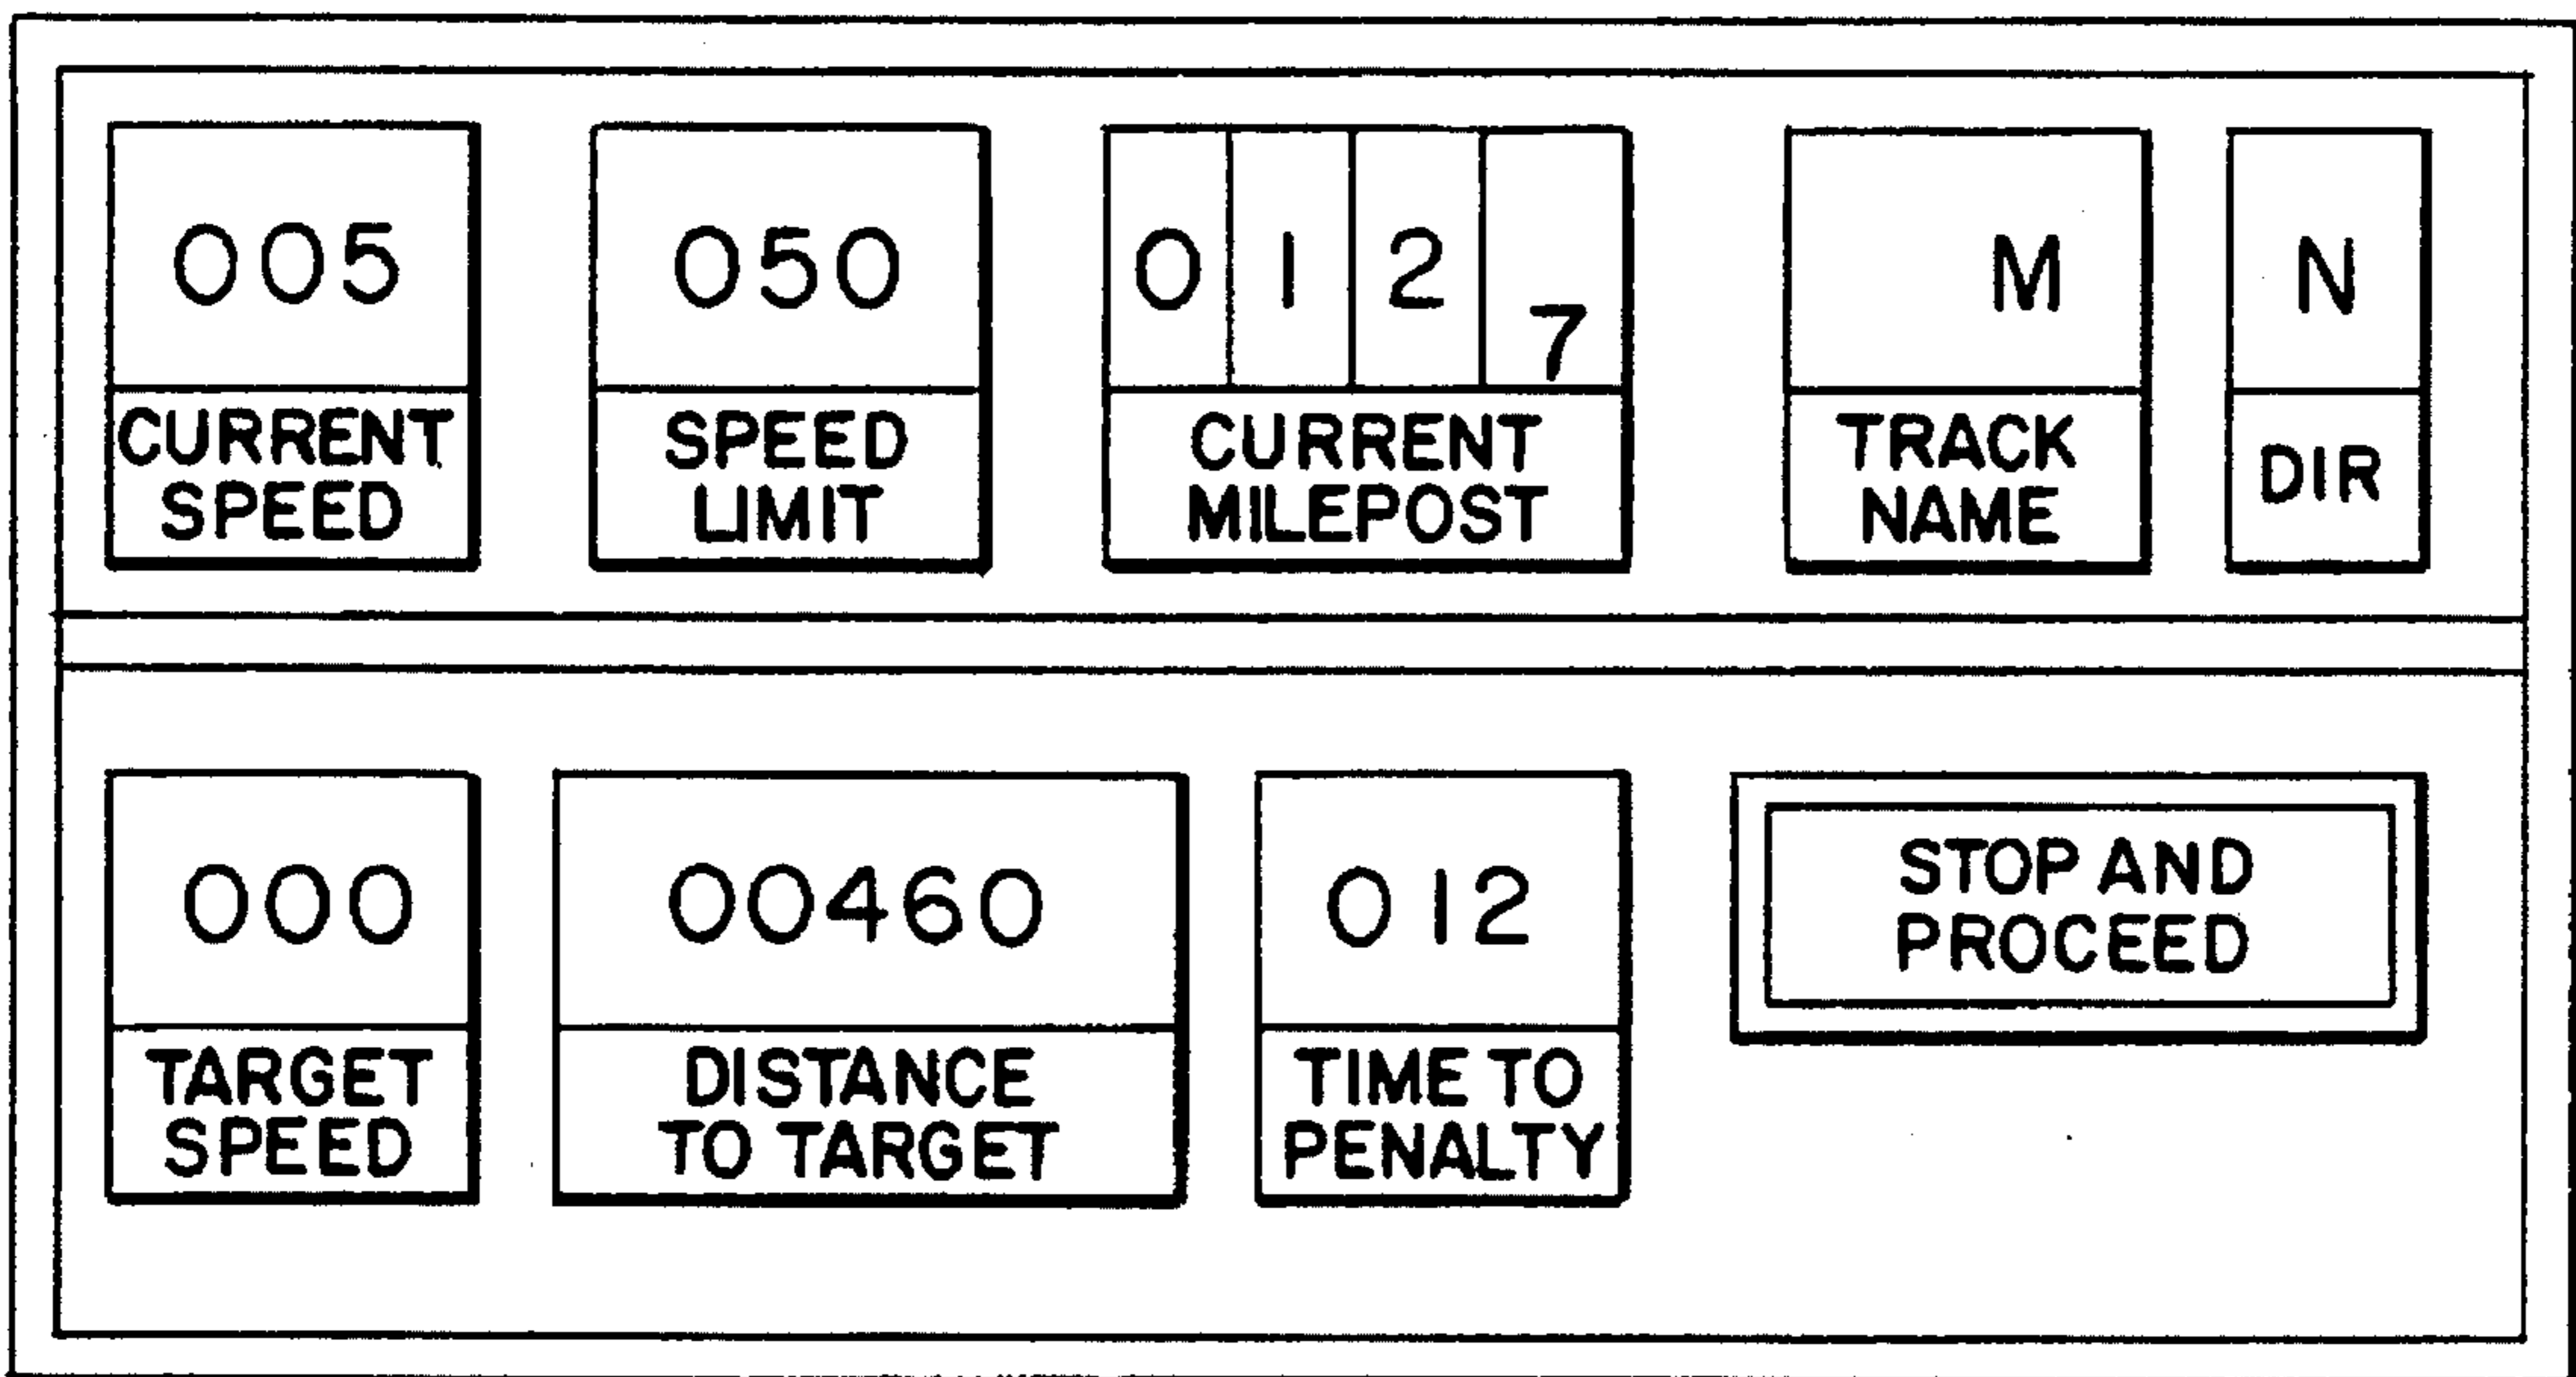 005 050 0 1 2 7 M N
CURRENT SPEED
SPEED LIMIT
CURRENT MILEPOST
TRACK NAME
DIR
000 00460 012 STOP AND PROCEED
TARGET SPEED
DISTANCE TO TARGET
TIME TO PENALTY